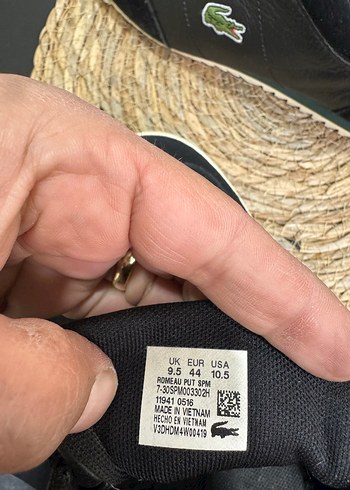 UK EUR USA
9.5 44 10.5
ROMEAU PUT SPM
7-30SPM003302H
11941 0516
MADE IN VIETNAM
HECHO EN VIETNAM
V3DHDM4W00419